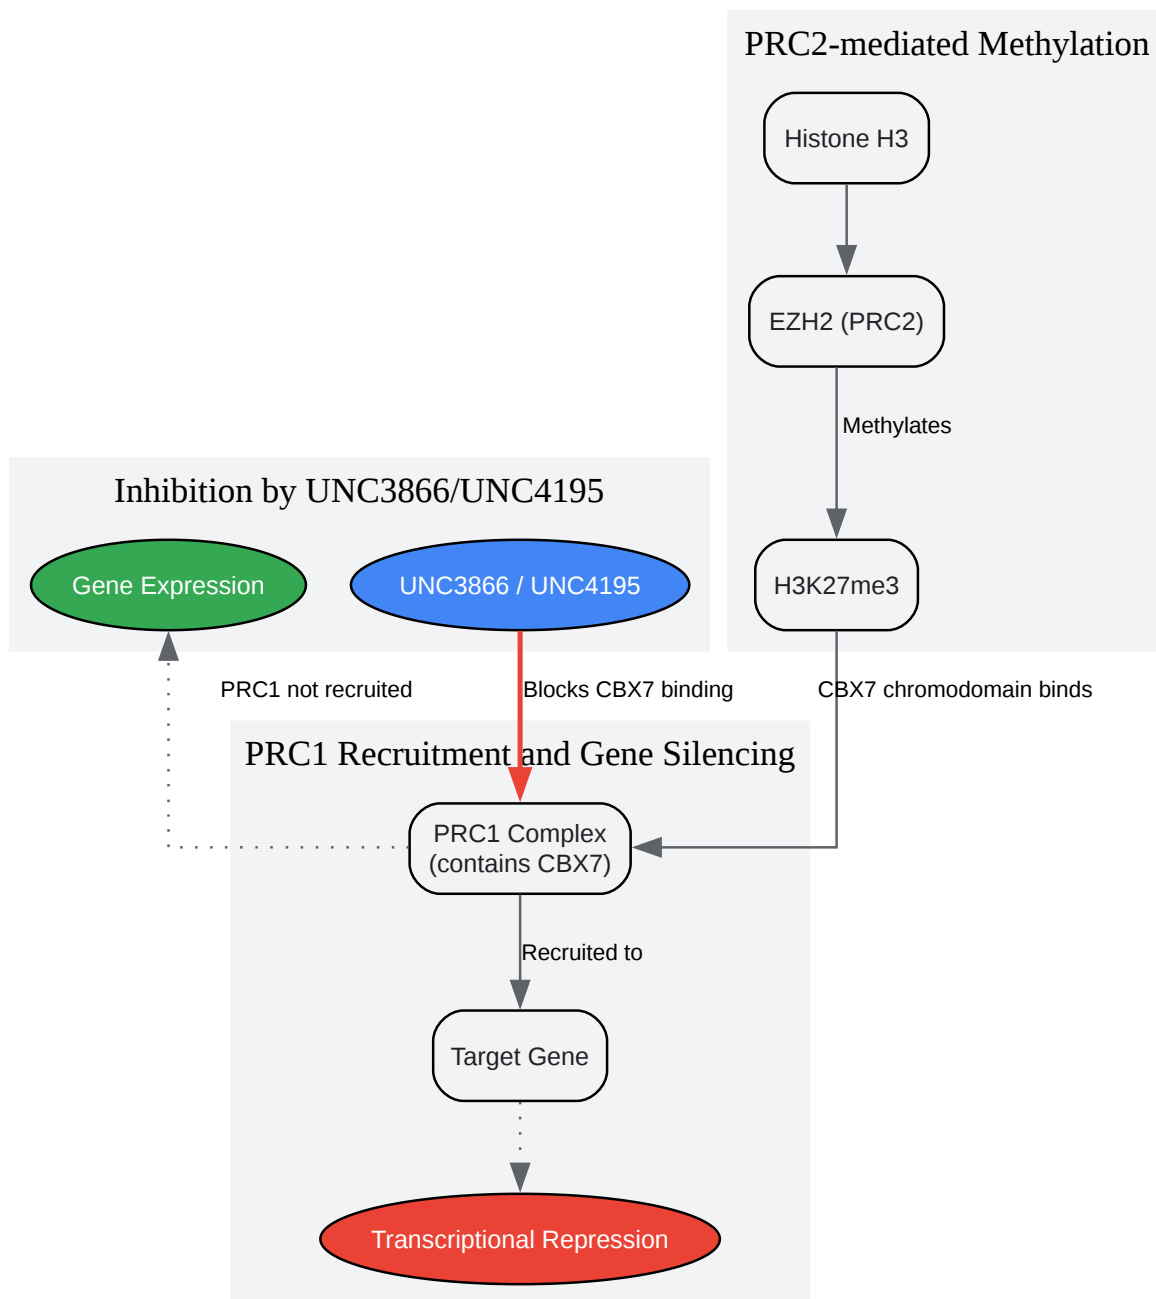 PRC2-mediated Methylation
Histone H3
EZH2 (PRC2)
Methylates
Inhibition by UNC3866/UNC4195
Gene Expression
UNC3866 / UNC4195
H3K27me3
PRC1 not recruited
Blocks CBX7 binding
CBX7 chromodomain binds
PRC1 Recruitment and Gene Silencing
PRC1 Complex
(contains CBX7)
Recruited to
Target Gene
Transcriptional Repression